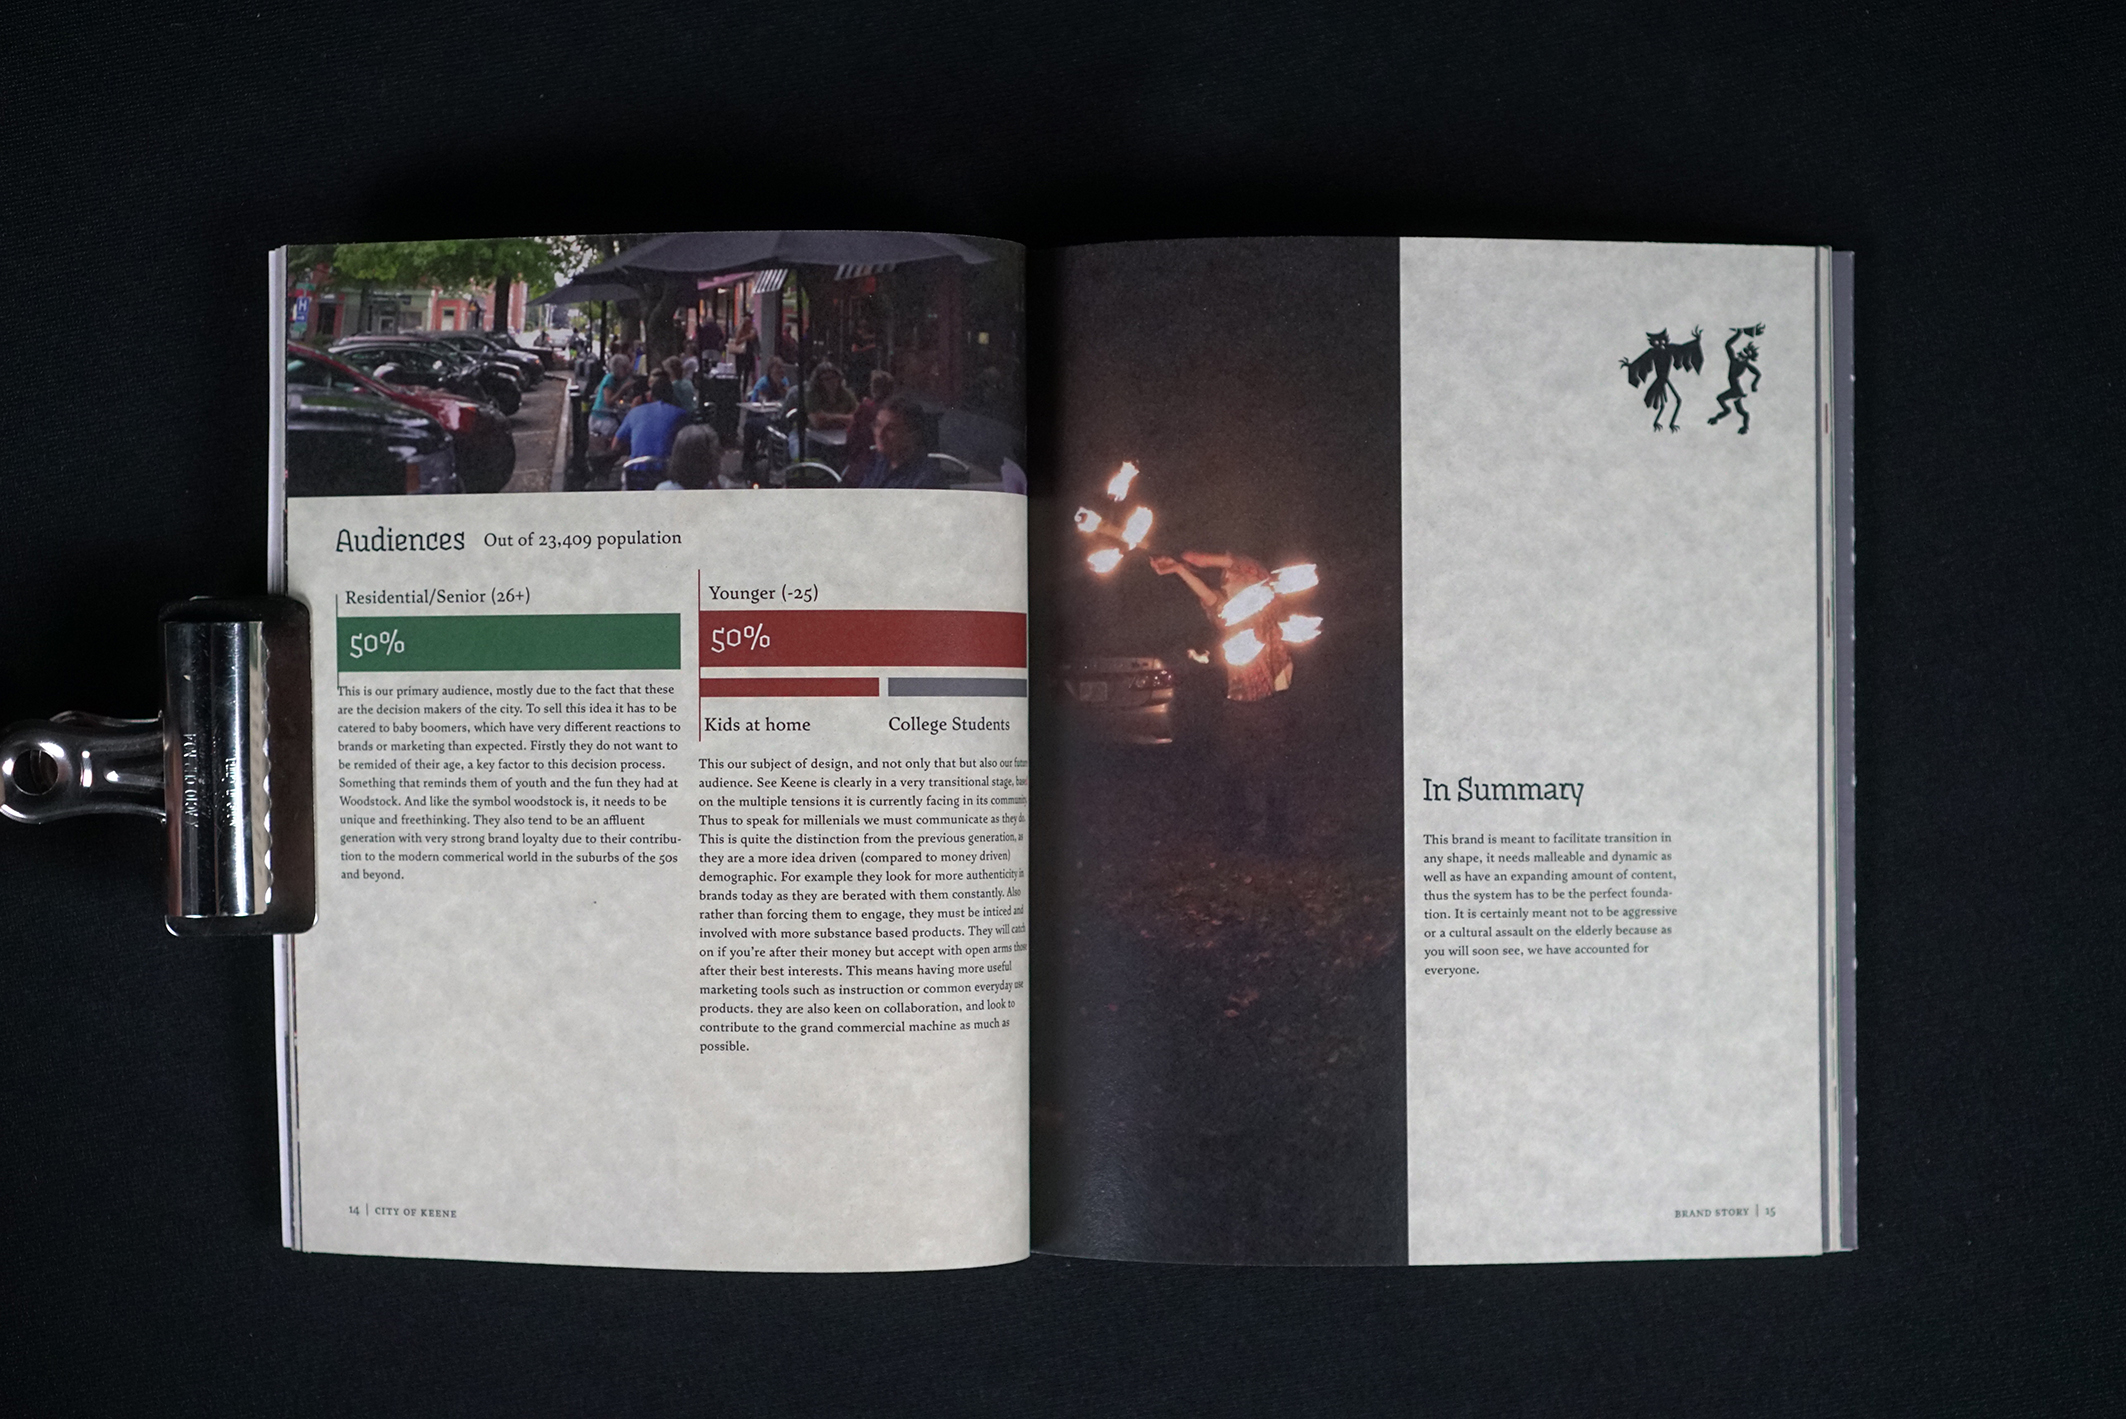 Audiences Out of 23,409 population
Residential/Senior (26+)
50%
This is our primary audience, mostly due to the fact that these
are the decision makers of the city. To sell this idea it has to be
catered to baby boomers, which have very different reactions to
brands or marketing than expected. Firstly they do not want to
be remided of their age, a key factor to this decision process.
Something that reminds them of youth and the fun they had at
Woodstock. And like the symbol woodstock is, it needs to be
unique and freethinking. They also tend to be an affluent
generation with very strong brand loyalty due to their contribu-
tion to the modern commerical world in the suburbs of the 50s
and beyond.
Younger (-25)
50%
Kids at home College Students
This our subject of design, and not only that but also our
audience. See Keene is clearly in a very transitional stage,
on the multiple tensions it is currently facing in its
Thus to speak for millenials we must communicate as they do.
This is quite the distinction from the previous generation, as
they are a more idea driven (compared to money driven)
demographic. For example they look for more authenticity in
brands today as they are berated with them constantly. Also
rather than forcing them to engage, they must be inticed and
involved with more substance based products. They will catch
on if you're after their money but accept with open arms those
after their best interests. This means having more useful
marketing tools such as instruction or common everyday use
products. they are also keen on collaboration, and look to
contribute to the grand commercial machine as much as
possible.
14 | CITY OF KEENE
In Summary
This brand is meant to facilitate transition in
any shape, it needs malleable and dynamic as
well as have an expanding amount of content,
thus the system has to be the perfect founda-
tion. It is certainly meant not to be aggressive
or a cultural assault on the elderly because as
you will soon see, we have accounted for
everyone.
BRAND STORY | 15